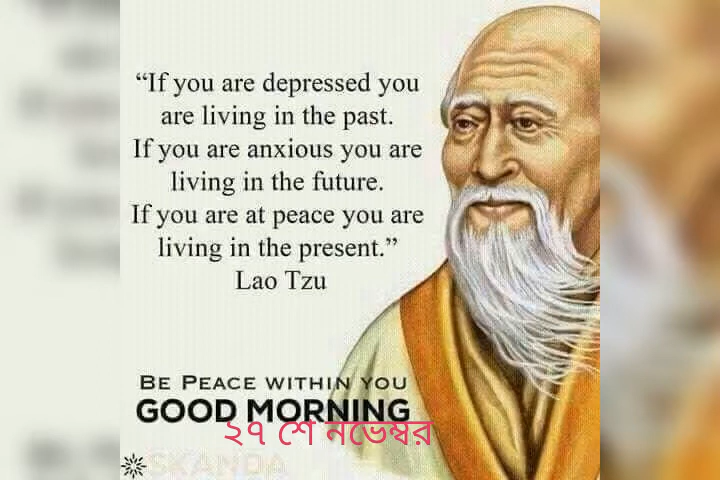 “If you are depressed you
are living in the past.
If you are anxious you are
living in the future.
If you are at peace you are
living in the present.”
Lao Tzu
BE PEACE WITHIN YOU
GOOD MORNING
২৭ শে নভেম্বর
SKANDA